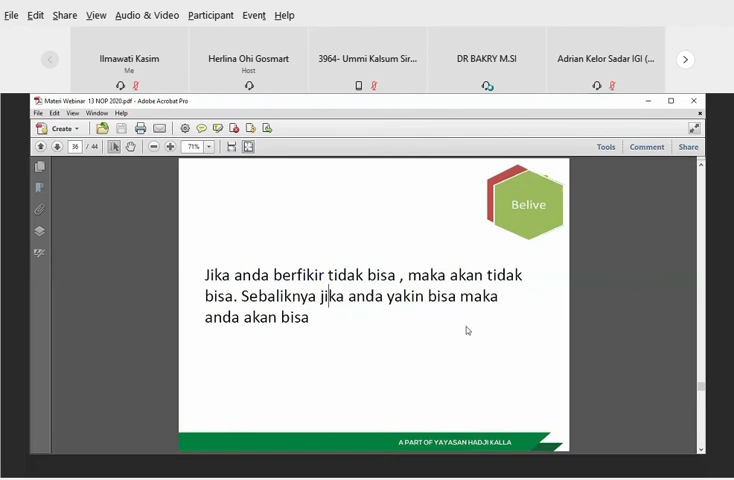 File Edit Share View Audio & Video Participant Event Help
Ilmawati Kasim
Me
Herlina Ohi Gosmart
Host
3964- Ummi Kalsum Sir...
DR BAKRY M.SI
Adrian Kelor Sadar IGI (...
Materi Webinar 13 NOP 2020.pdf - Adobe Acrobat Pro
File Edit View Window Help
Create
36 / 44 71% Tools Comment Share
Belive
Jika anda berfikir tidak bisa , maka akan tidak
bisa. Sebaliknya jika anda yakin bisa maka
anda akan bisa
A PART OF YAYASAN HADJI KALLA